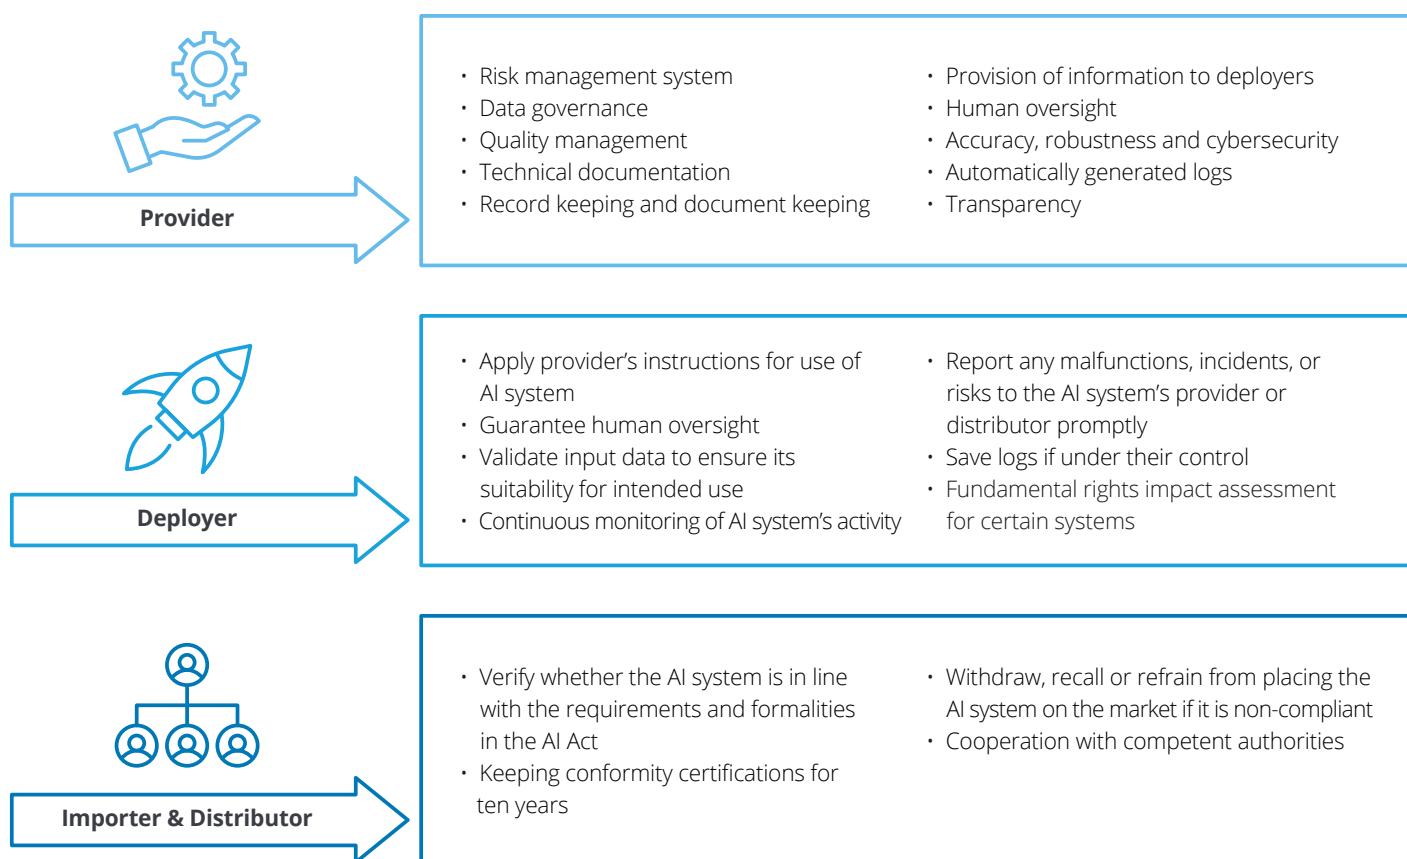 Provider
• Risk management system
• Data governance
• Quality management
• Technical documentation
• Record keeping and document keeping
• Provision of information to deployers
• Human oversight
• Accuracy, robustness and cybersecurity
• Automatically generated logs
• Transparency
Deployer
• Apply provider’s instructions for use of
AI system
• Guarantee human oversight
• Validate input data to ensure its
suitability for intended use
• Continuous monitoring of AI system’s activity
• Report any malfunctions, incidents, or
risks to the AI system’s provider or
distributor promptly
• Save logs if under their control
• Fundamental rights impact assessment
for certain systems
Importer & Distributor
• Verify whether the AI system is in line
with the requirements and formalities
in the AI Act
• Keeping conformity certifications for
ten years
• Withdraw, recall or refrain from placing the
AI system on the market if it is non-compliant
• Cooperation with competent authorities